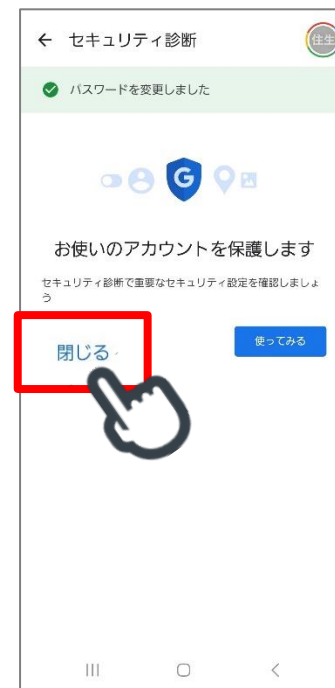 セキュリティ診断
住生
パスワードを変更しました
G
お使いのアカウントを保護します
セキュリティ診断で重要なセキュリティ設定を確認しましょ
う
閉じる
使ってみる